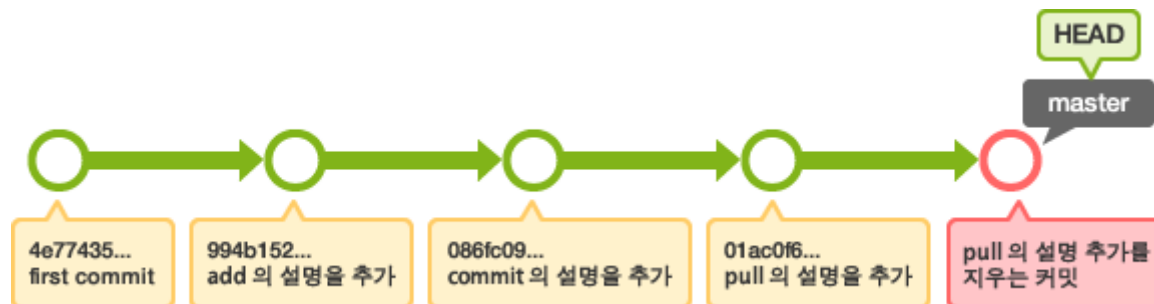 HEAD
master
4e77435...
first commit
994b152...
add 의 설명을 추가
086fc09...
commit 의 설명을 추가
01ac0f6...
pull 의 설명을 추가
pull 의 설명 추가를
지우는 커밋